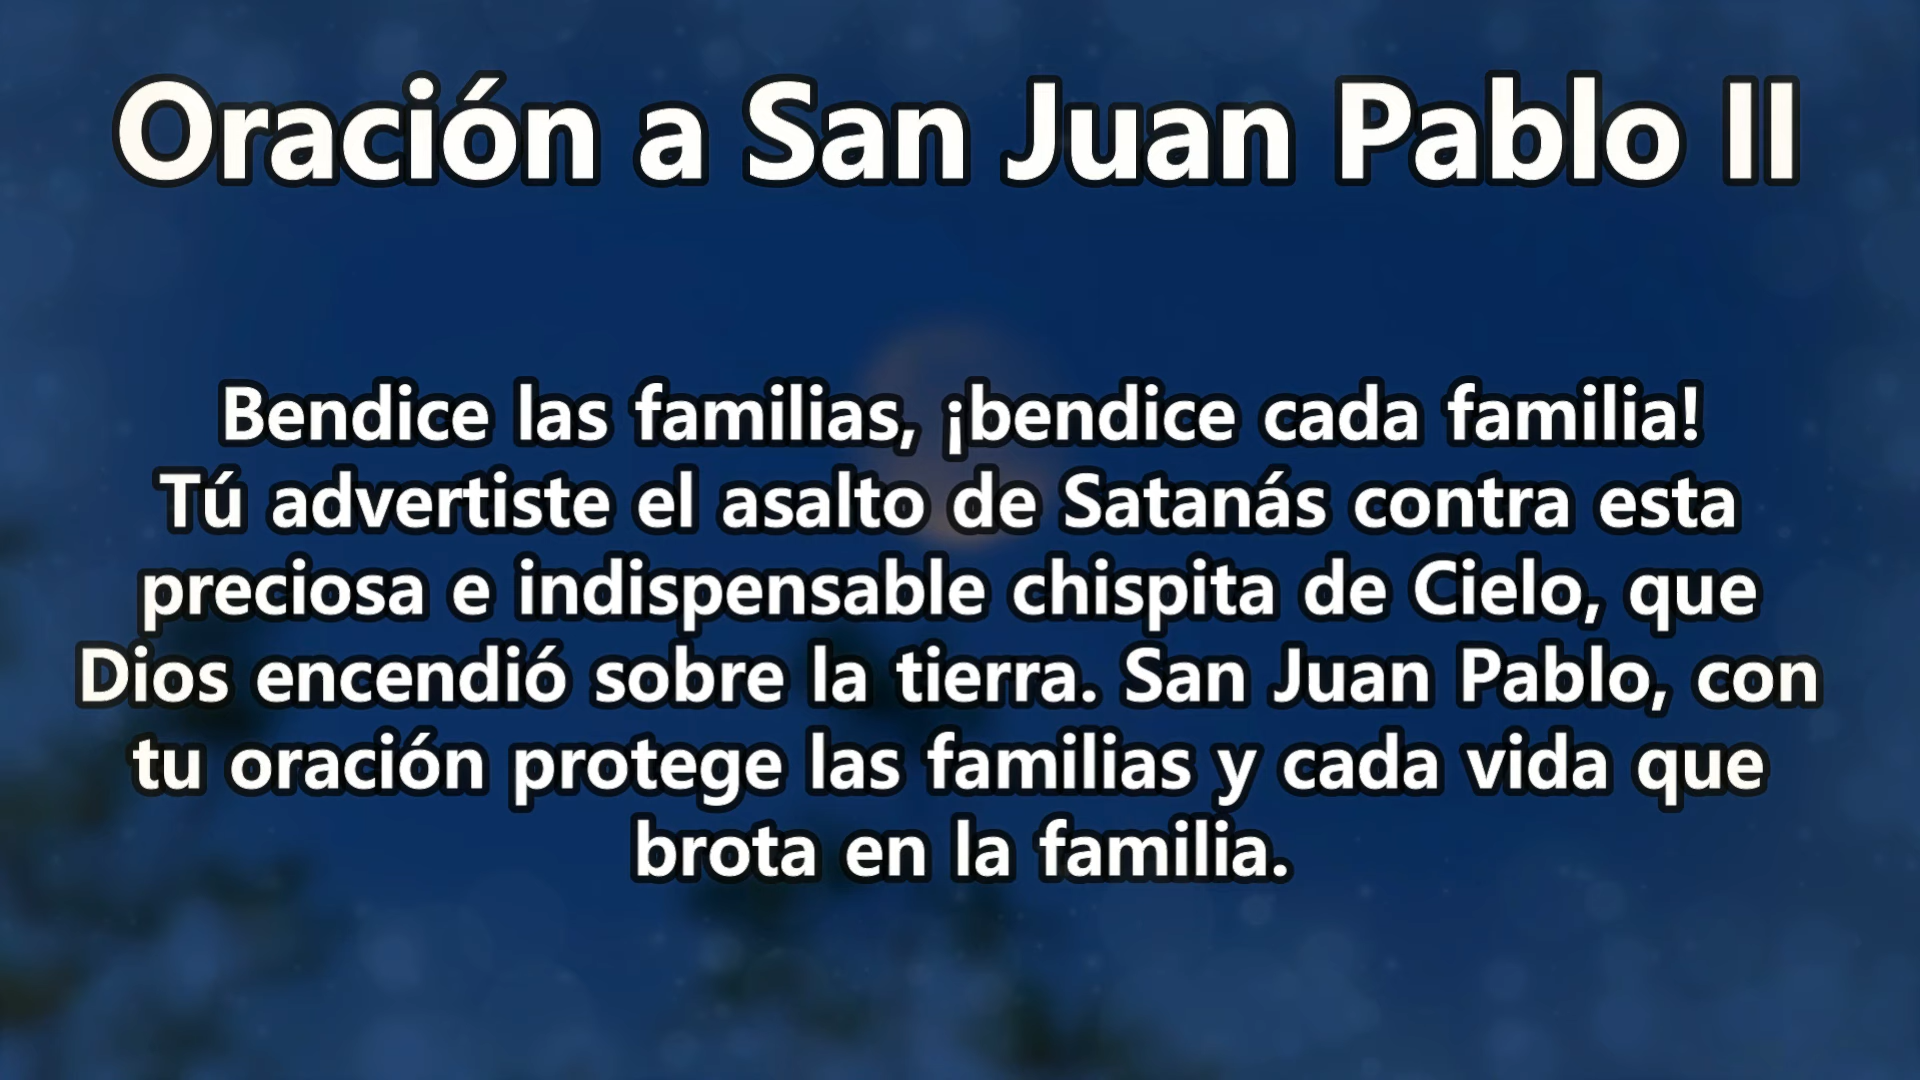 Oración a San Juan Pablo II
Bendice las familias, ¡bendice cada familia!
Tú advertiste el asalto de Satanás contra esta
preciosa e indispensable chispita de Cielo, que
Dios encendió sobre la tierra. San Juan Pablo, con
tu oración protege las familias y cada vida que
brota en la familia.